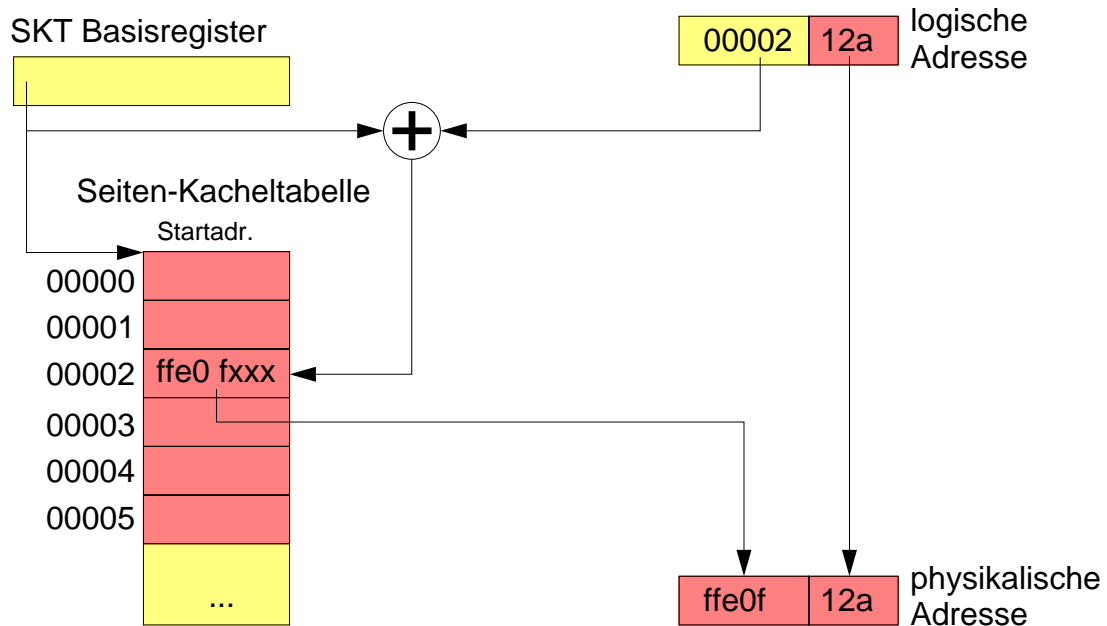 SKT Basisregister
logische
Adresse
00002 12a
+
Seiten-Kacheltabelle
Startadr.
00000
00001
00002 ffe0 fxxx
00003
00004
00005
...
ffe0f 12a
physikalische
Adresse